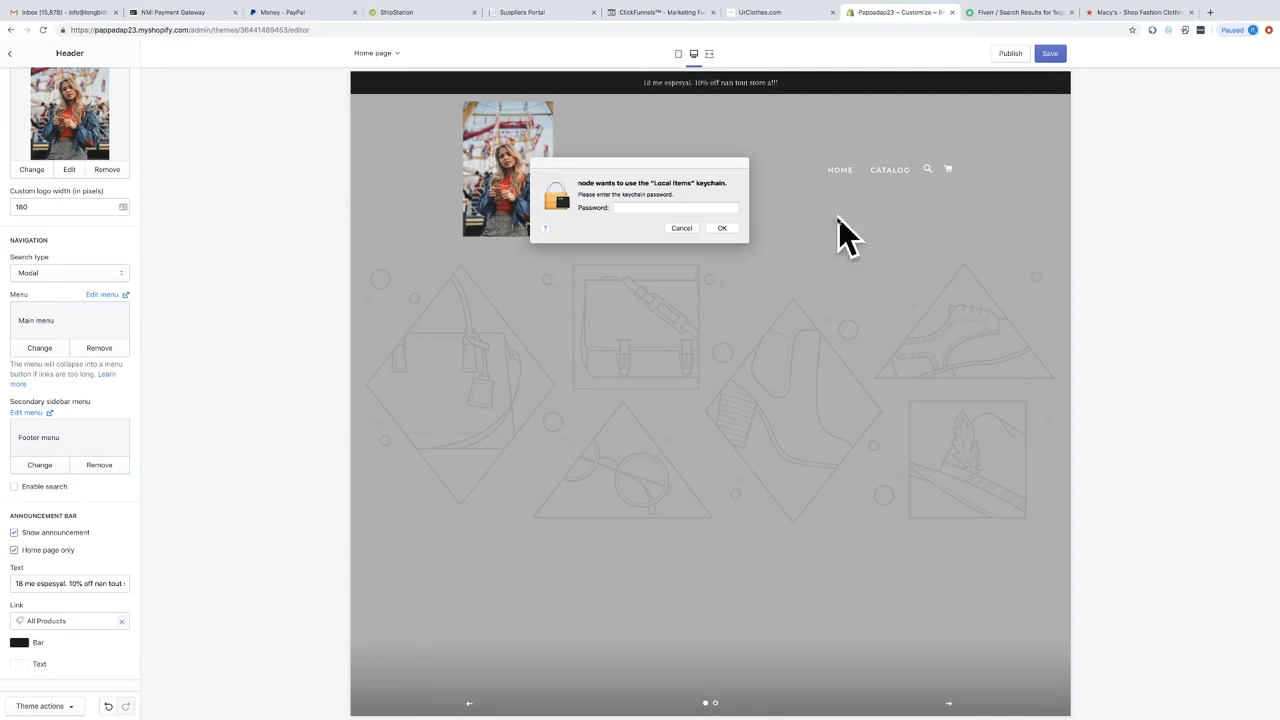 Inbox (15,878) - info@longbid
NMI Payment Gateway
Money - PayPal
ShipStation
Suppliers Portal
ClickFunnels™ - Marketing Fu
UrClothes.com
Pappadap23 ~ Customize ~ B
Fiverr / Search Results for 'log
Macy's - Shop Fashion Clothin
https://pappadap23.myshopify.com/admin/themes/36441489453/editor
Paused
P
Header
Home page
Publish
Save
18 me espesyal. 10% off nan tout store a!!!
Change
Edit
Remove
HOME
CATALOG
node wants to use the "Local Items" keychain.
Please enter the keychain password.
Password:
?
Cancel
OK
Custom logo width (in pixels)
180
NAVIGATION
Search type
Modal
Menu
Edit menu
Main menu
Change
Remove
The menu will collapse into a menu
button if links are too long. Learn
more
Secondary sidebar menu
Edit menu
Footer menu
Change
Remove
Enable search
ANNOUNCEMENT BAR
Show announcement
Home page only
Text
18 me espesyal. 10% off nan tout
Link
All Products
Bar
Text
Theme actions